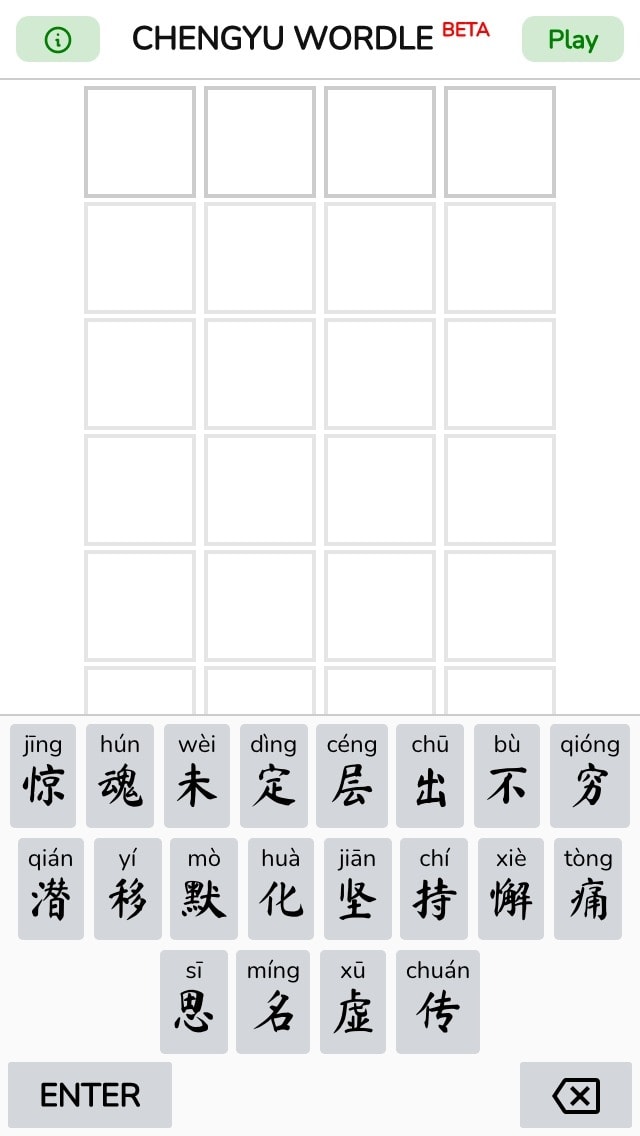 CHENGYU WORDLE BETA
Play
jīng hún wèi dìng céng chū bù qióng
惊 魂 未 定 层 出 不 穷
qián yí mò huà jiān chí xiè tòng
潜 移 默 化 坚 持 懈 痛
sī míng xū chuán
思 名 虚 传
ENTER